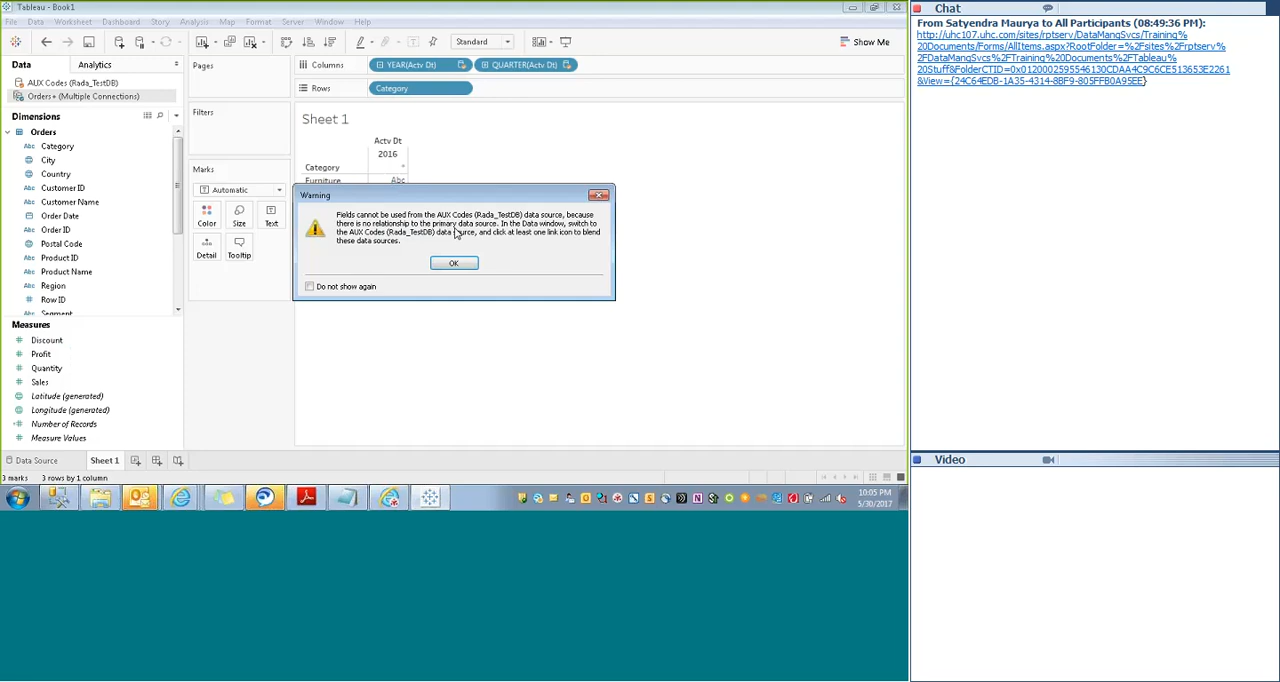 Tableau - Book1
File Data Worksheet Dashboard Story Analysis Map Format Server Window Help
Standard
Show Me
Data Analytics
AUX Codes (Rada_TestDB)
Orders+ (Multiple Connections)
Dimensions
Orders
Category
City
Country
Customer ID
Customer Name
Order Date
Order ID
Postal Code
Product ID
Product Name
Region
Row ID
Segment
Measures
Discount
Profit
Quantity
Sales
Latitude (generated)
Longitude (generated)
Number of Records
Measure Values
Pages
Filters
Marks
Automatic
Color Size Text
Detail Tooltip
Columns YEAR(Actv Dt) QUARTER(Actv Dt)
Rows Category
Sheet 1
Actv Dt
2016
Category
Furniture Abc
Warning
Fields cannot be used from the AUX Codes (Rada_TestDB) data source, because
there is no relationship to the primary data source. In the Data window, switch to
the AUX Codes (Rada_TestDB) data source, and click at least one link icon to blend
these data sources.
OK
Do not show again
Data Source Sheet 1
3 marks 3 rows by 1 column
10:05 PM
5/30/2017
Chat
From Satyendra Maurya to All Participants (08:49:36 PM):
http://uhc107.uhc.com/sites/rptserv/DataMangSvcs/Training%
20Documents/Forms/AllItems.aspx?RootFolder=%2Fsites%2Frptserv%
2FDataMangSvcs%2FTraining%20Documents%2FTableau%
20Stuff&FolderCTID=0x0120002595546130CDAA4C9C6CE513653E2261
&View={24C64EDB-1A35-4314-8BF9-805FFB0A95EE}
Video